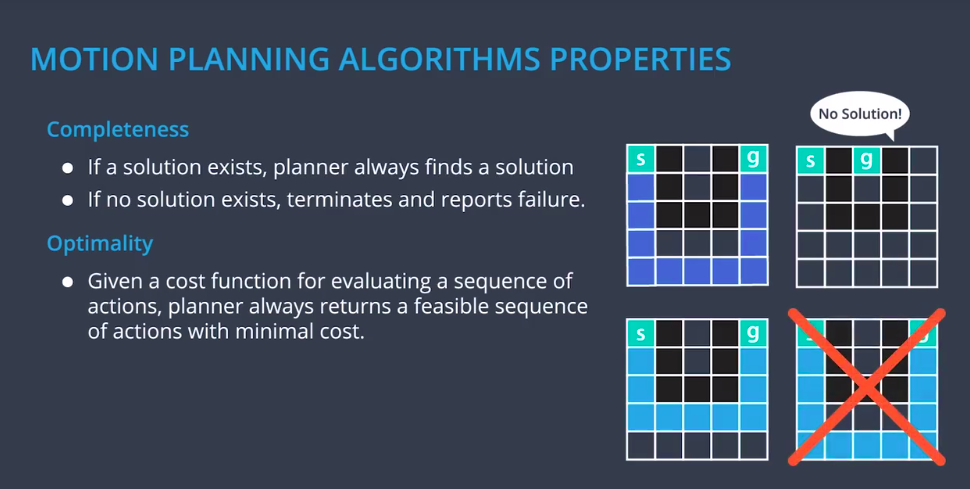 MOTION PLANNING ALGORITHMS PROPERTIES
Completeness
● If a solution exists, planner always finds a solution
● If no solution exists, terminates and reports failure.
Optimality
● Given a cost function for evaluating a sequence of
actions, planner always returns a feasible sequence
of actions with minimal cost.
No Solution!
s g
s g
s g
s g